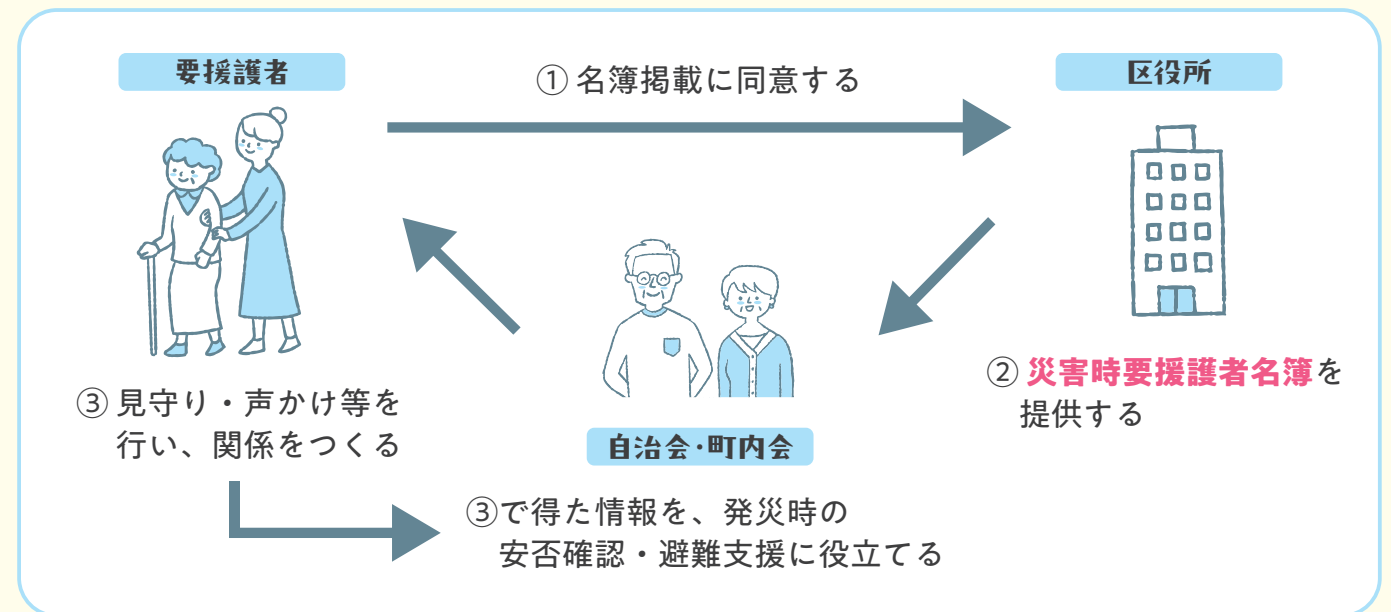 要援護者
① 名簿掲載に同意する
区役所
② 災害時要援護者名簿を
提供する
自治会・町内会
③ 見守り・声かけ等を
行い、関係をつくる
③で得た情報を、発災時の
安否確認・避難支援に役立てる